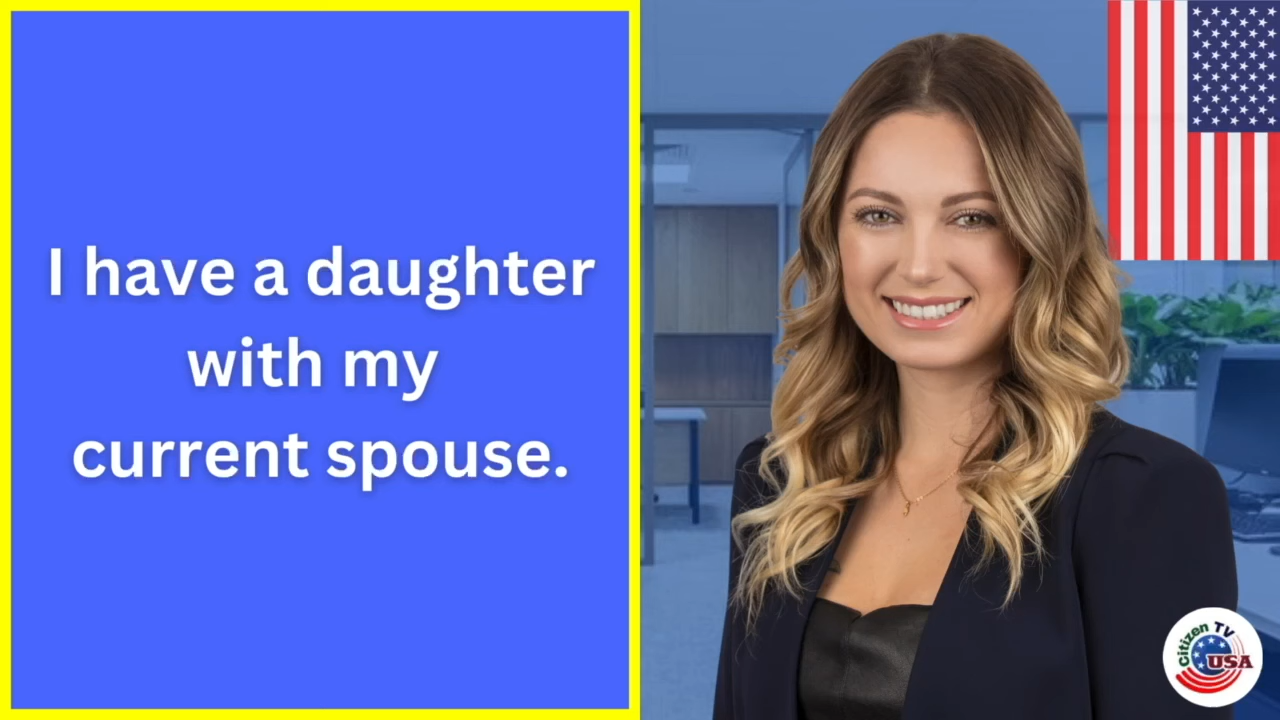 I have a daughter
with my
current spouse.
Citizen TV
USA